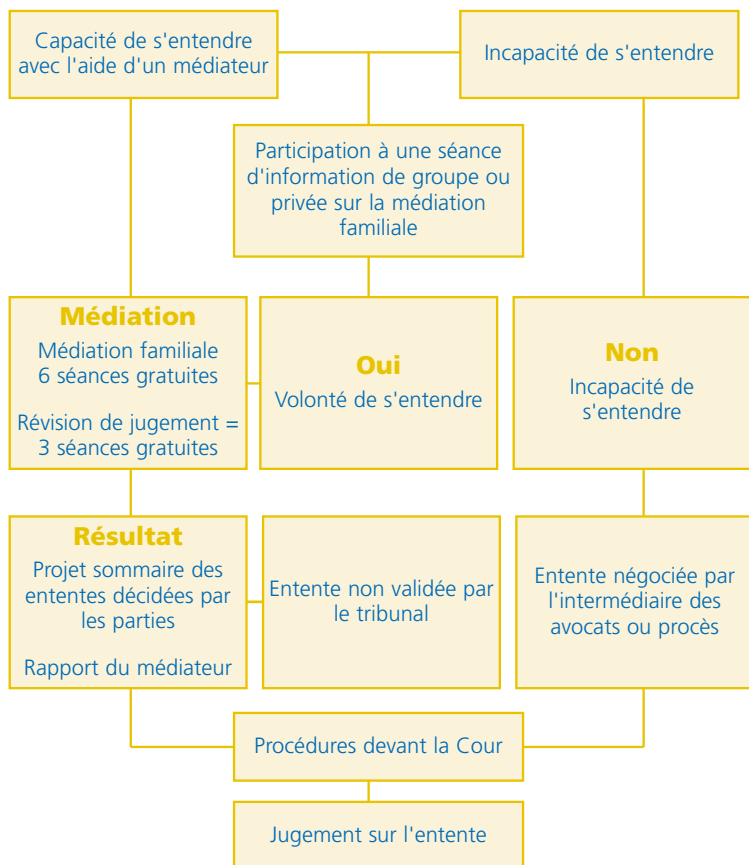 Capacité de s'entendre
avec l'aide d'un médiateur
Incapacité de s'entendre
Participation à une séance
d'information de groupe ou
privée sur la médiation
familiale
Médiation
Médiation familiale
6 séances gratuites
Révision de jugement =
3 séances gratuites
Oui
Volonté de s'entendre
Non
Incapacité de
s'entendre
Résultat
Projet sommaire des
ententes décidées par
les parties
Rapport du médiateur
Entente non validée par
le tribunal
Entente négociée par
l'intermédiaire des
avocats ou procès
Procédures devant la Cour
Jugement sur l'entente